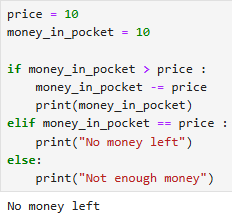 price = 10
money_in_pocket = 10

if money_in_pocket > price :
    money_in_pocket -= price
    print(money_in_pocket)
elif money_in_pocket == price :
    print("No money left")
else:
    print("Not enough money")
No money left